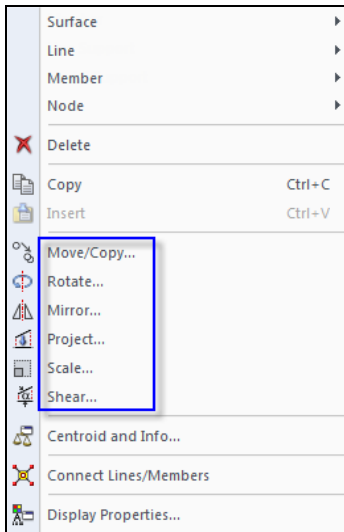 Surface
Line
Member
Node
Delete
Copy Ctrl+C
Insert Ctrl+V
Move/Copy...
Rotate...
Mirror...
Project...
Scale...
Shear...
Centroid and Info...
Connect Lines/Members
Display Properties...